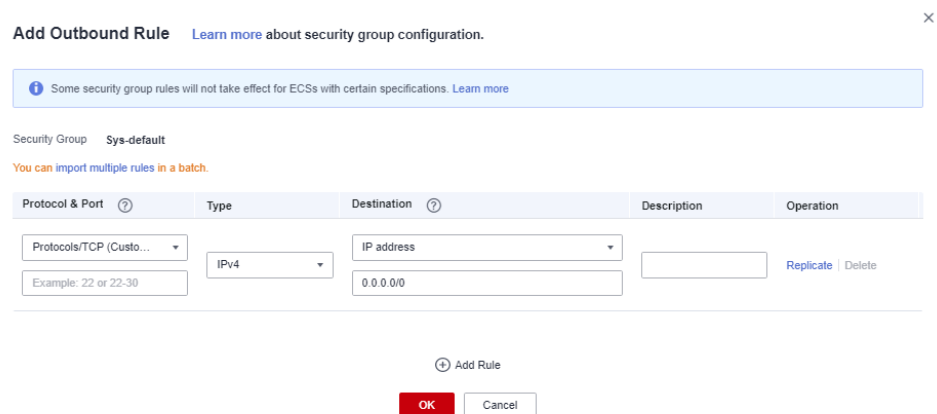 Add Outbound Rule Learn more about security group configuration.
Some security group rules will not take effect for ECSs with certain specifications. Learn more
Security Group Sys-default
You can import multiple rules in a batch.
Protocol & Port Type Destination Description Operation
Protocols/TCP (Custo... IPv4 IP address Replicate Delete
Example: 22 or 22-30 0.0.0.0/0
Add Rule
OK Cancel